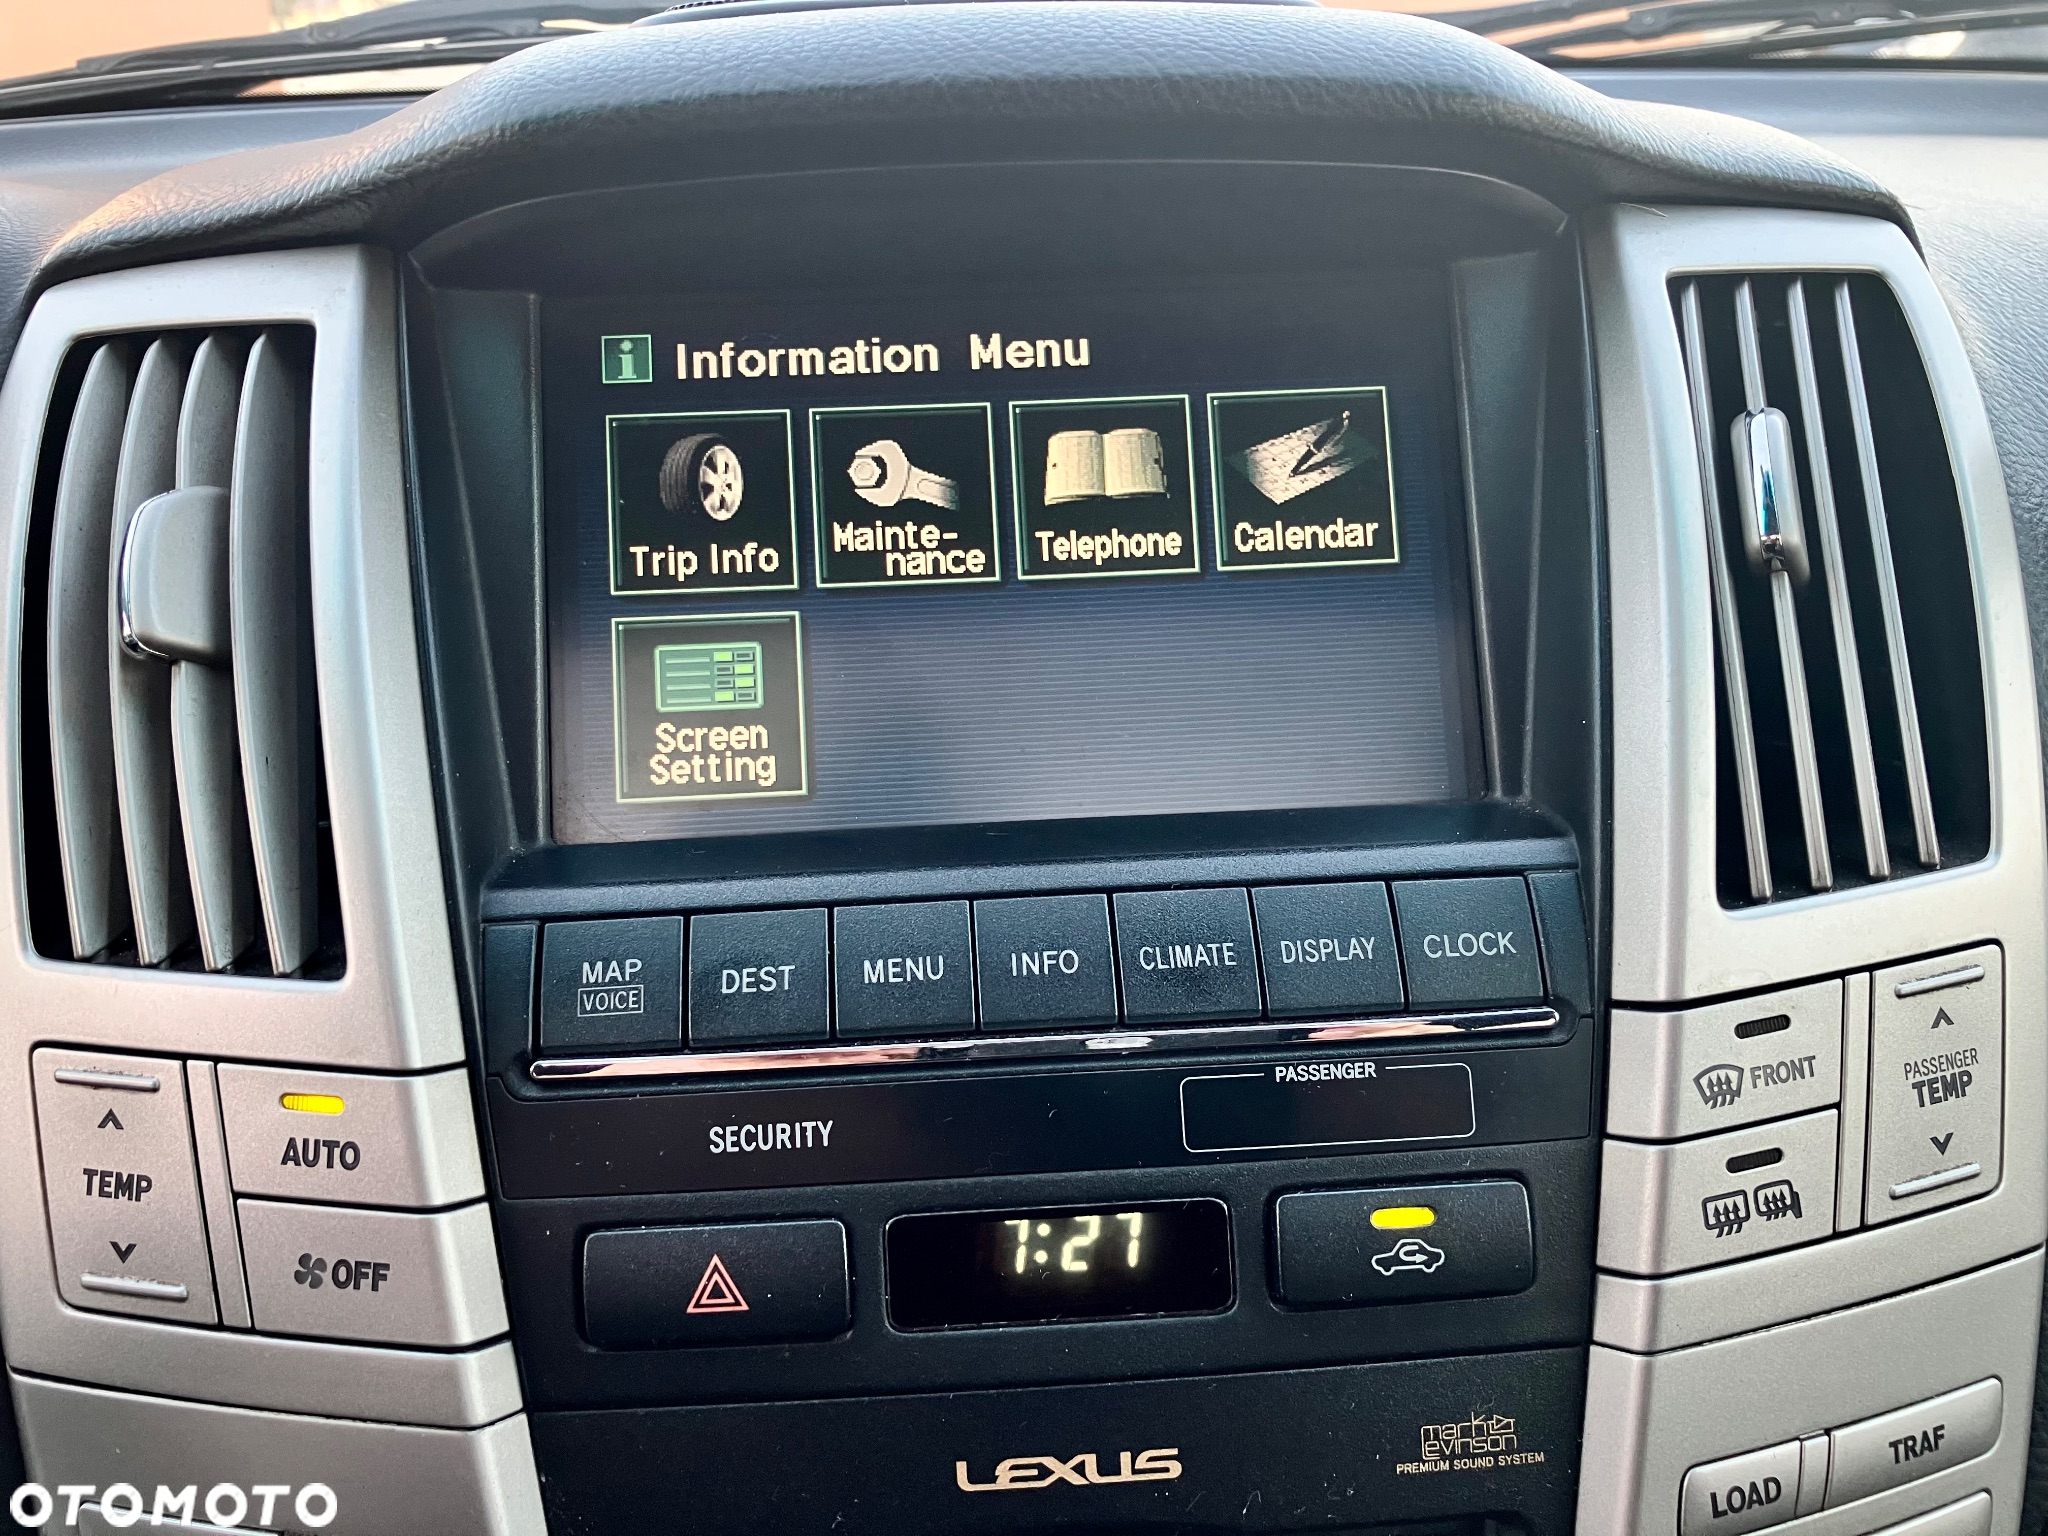 i Information Menu
Trip Info
Mainte-
nance
Telephone
Calendar
Screen
Setting
MAP
VOICE
DEST
MENU
INFO
CLIMATE
DISPLAY
CLOCK
PASSENGER
SECURITY
AUTO
TEMP
OFF
FRONT
PASSENGER
TEMP
7:27
LEXUS
mark
Levinson
PREMIUM SOUND SYSTEM
LOAD
TRAF
OTOMOTO